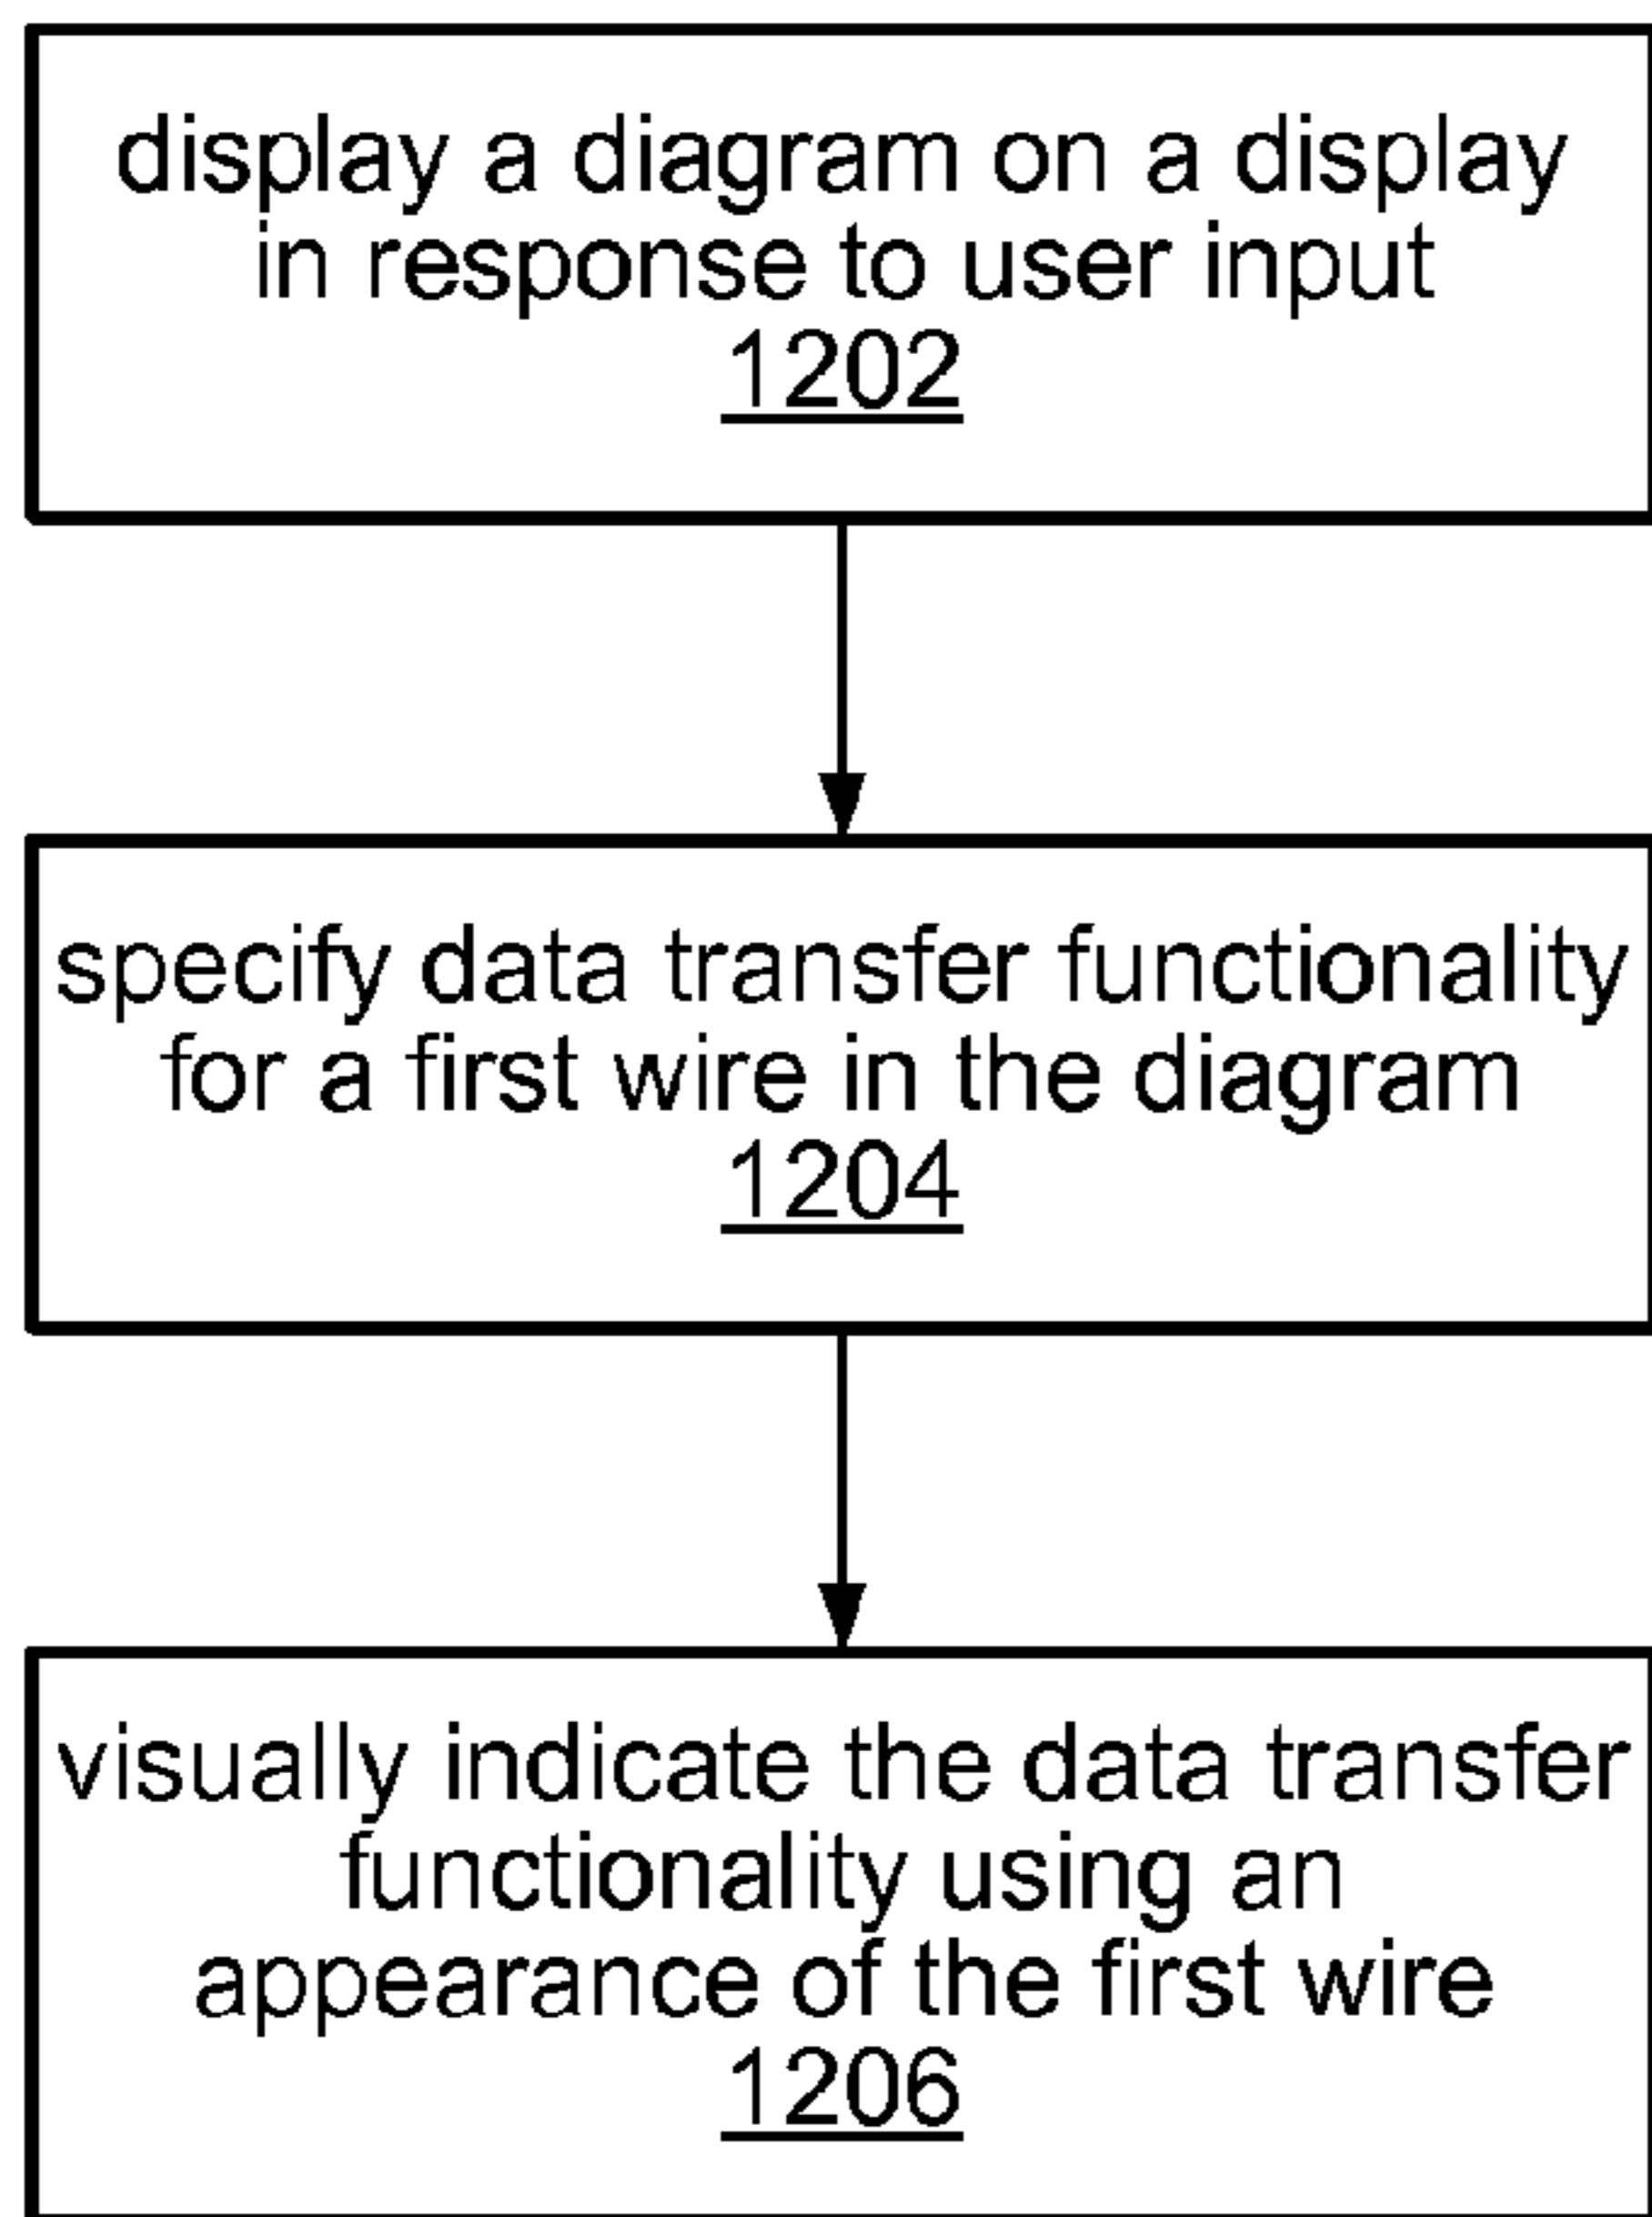 display a diagram on a display
in response to user input
1202
specify data transfer functionality
for a first wire in the diagram
1204
visually indicate the data transfer
functionality using an
appearance of the first wire
1206